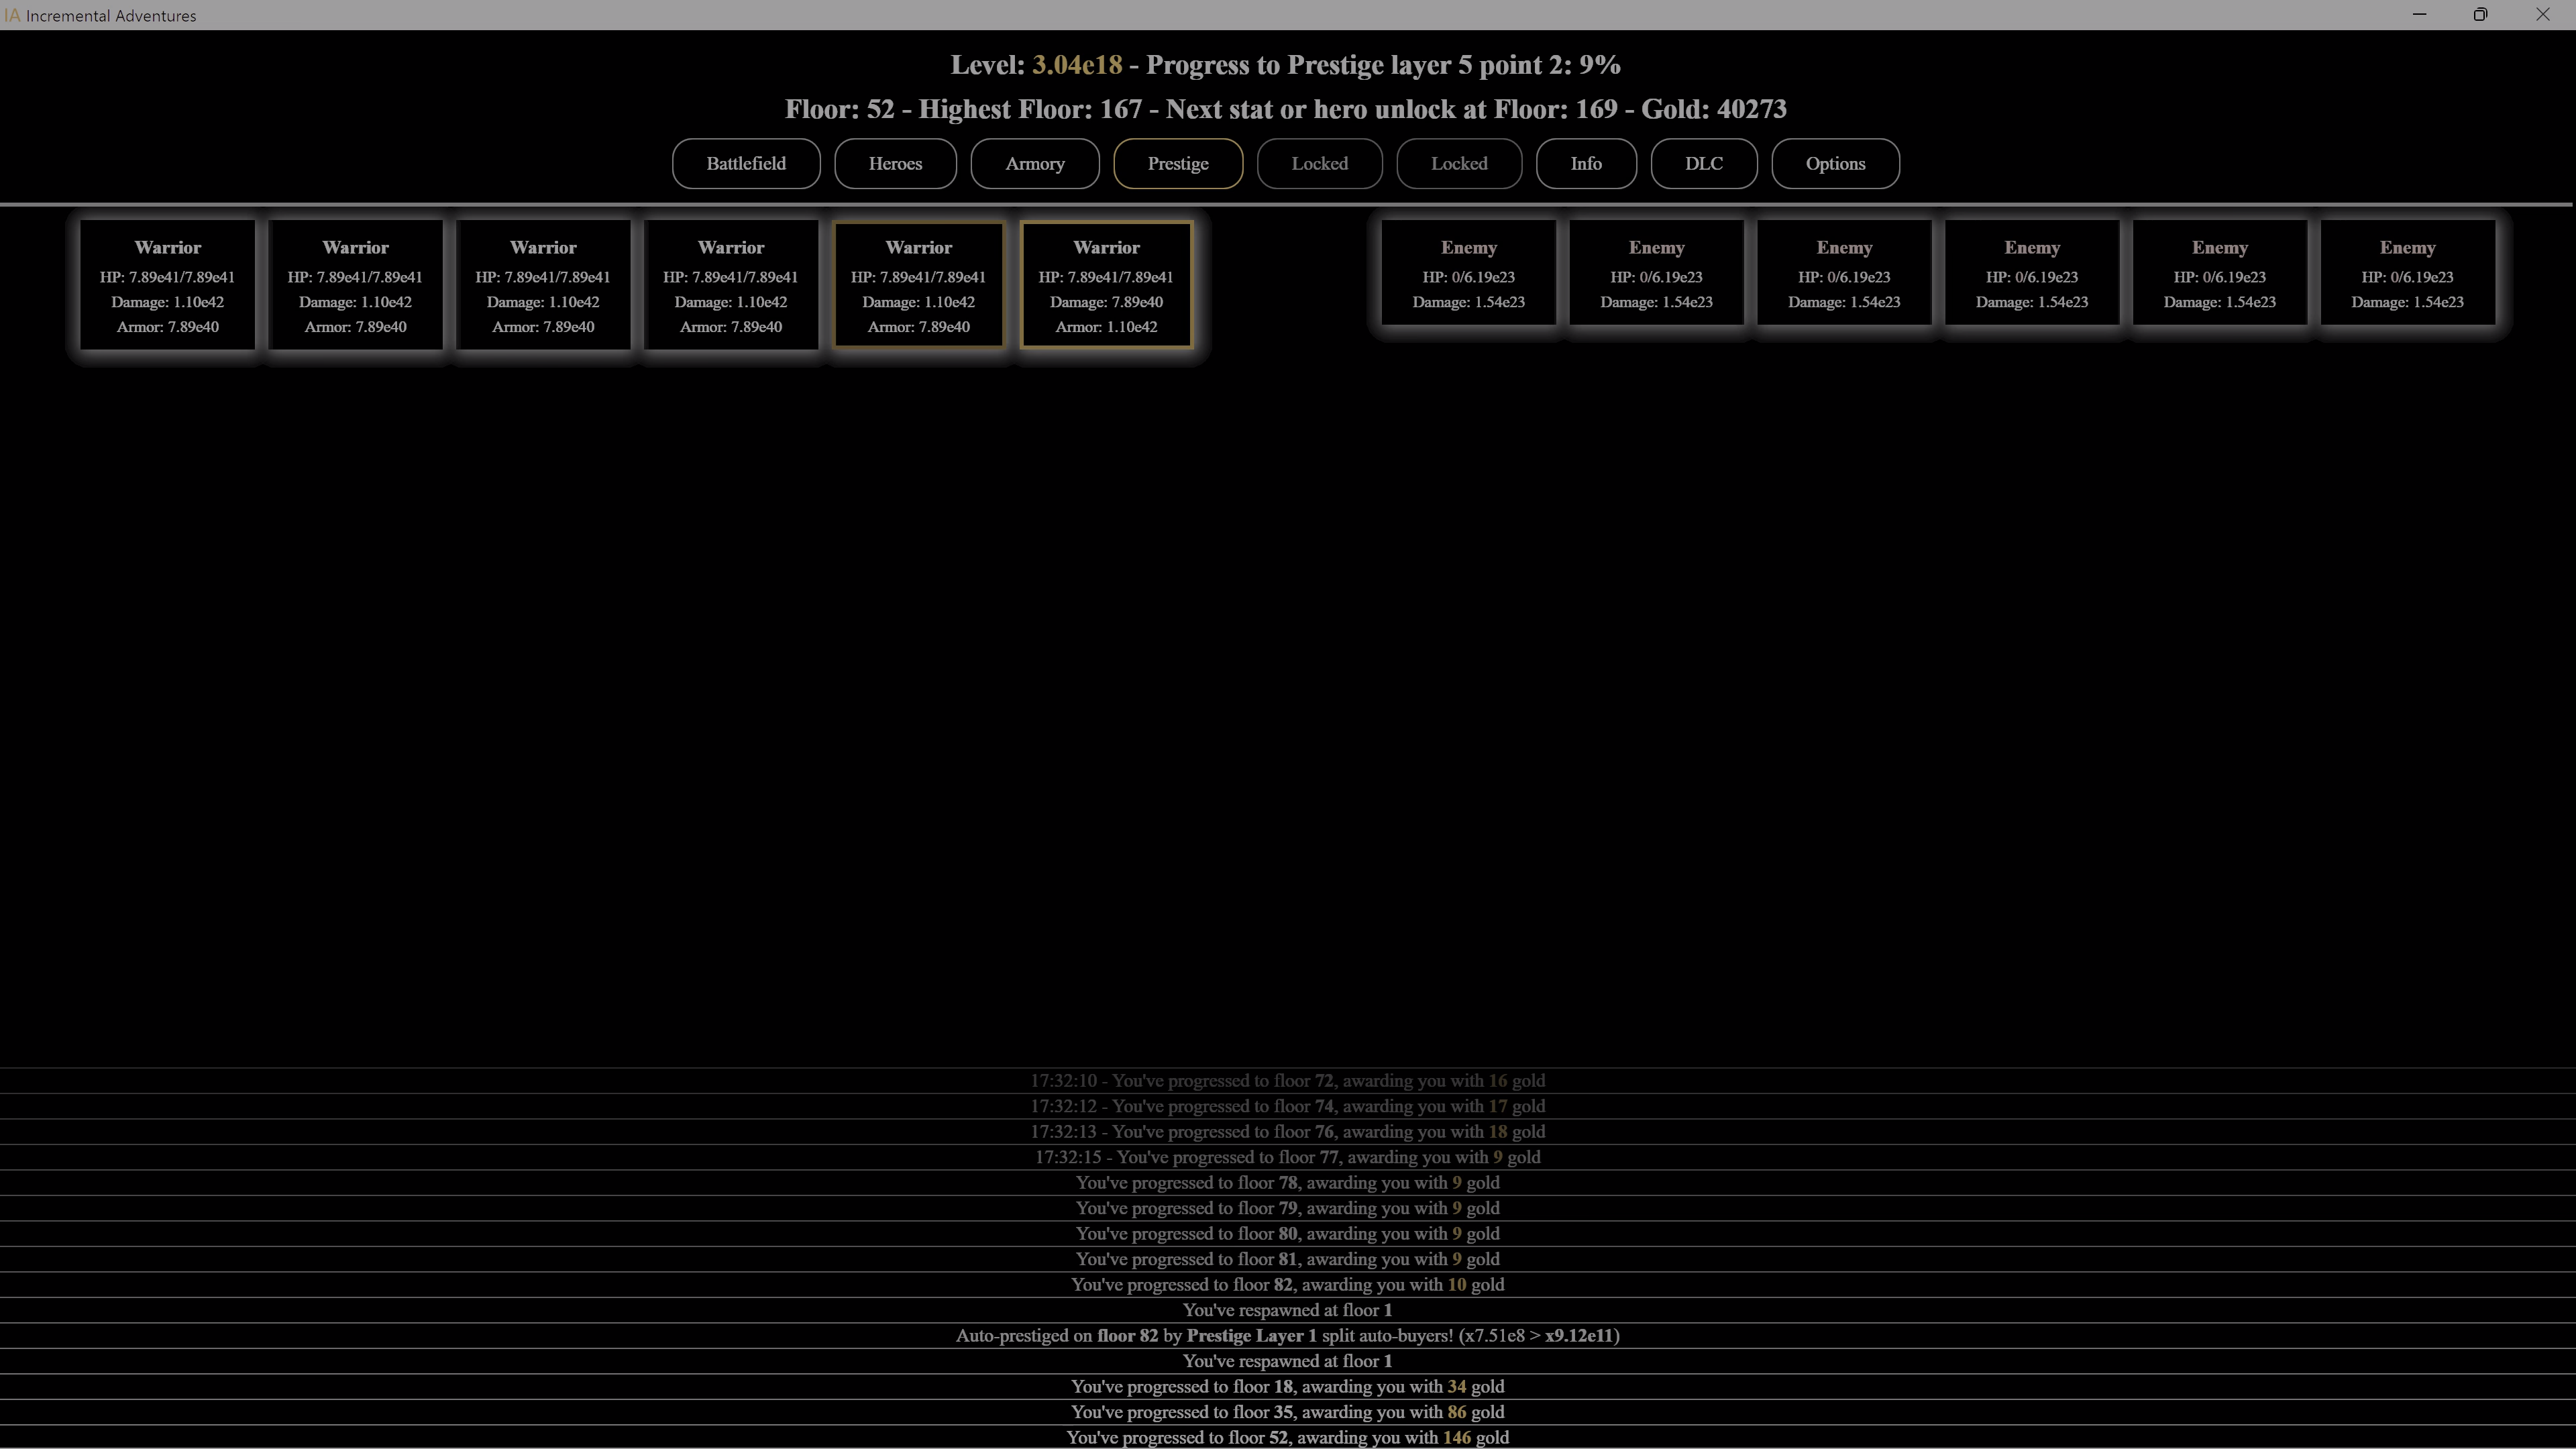 IA Incremental Adventures
Level: 3.04e18 - Progress to Prestige layer 5 point 2: 9%
Floor: 52 - Highest Floor: 167 - Next stat or hero unlock at Floor: 169 - Gold: 40273
Battlefield Heroes Armory Prestige Locked Locked Info DLC Options
Warrior Warrior Warrior Warrior Warrior Warrior Enemy Enemy Enemy Enemy Enemy Enemy
HP: 7.89e41/7.89e41 HP: 7.89e41/7.89e41 HP: 7.89e41/7.89e41 HP: 7.89e41/7.89e41 HP: 7.89e41/7.89e41 HP: 7.89e41/7.89e41 HP: 0/6.19e23 HP: 0/6.19e23 HP: 0/6.19e23 HP: 0/6.19e23 HP: 0/6.19e23 HP: 0/6.19e23
Damage: 1.10e42 Damage: 1.10e42 Damage: 1.10e42 Damage: 1.10e42 Damage: 1.10e42 Damage: 7.89e40 Damage: 1.54e23 Damage: 1.54e23 Damage: 1.54e23 Damage: 1.54e23 Damage: 1.54e23 Damage: 1.54e23
Armor: 7.89e40 Armor: 7.89e40 Armor: 7.89e40 Armor: 7.89e40 Armor: 7.89e40 Armor: 1.10e42
17:32:10 - You've progressed to floor 72, awarding you with 16 gold
17:32:12 - You've progressed to floor 74, awarding you with 17 gold
17:32:13 - You've progressed to floor 76, awarding you with 18 gold
17:32:15 - You've progressed to floor 77, awarding you with 9 gold
You've progressed to floor 78, awarding you with 9 gold
You've progressed to floor 79, awarding you with 9 gold
You've progressed to floor 80, awarding you with 9 gold
You've progressed to floor 81, awarding you with 9 gold
You've progressed to floor 82, awarding you with 10 gold
You've respawned at floor 1
Auto-prestiged on floor 82 by Prestige Layer 1 split auto-buyers! (x7.51e8 > x9.12e11)
You've respawned at floor 1
You've progressed to floor 18, awarding you with 34 gold
You've progressed to floor 35, awarding you with 86 gold
You've progressed to floor 52, awarding you with 146 gold